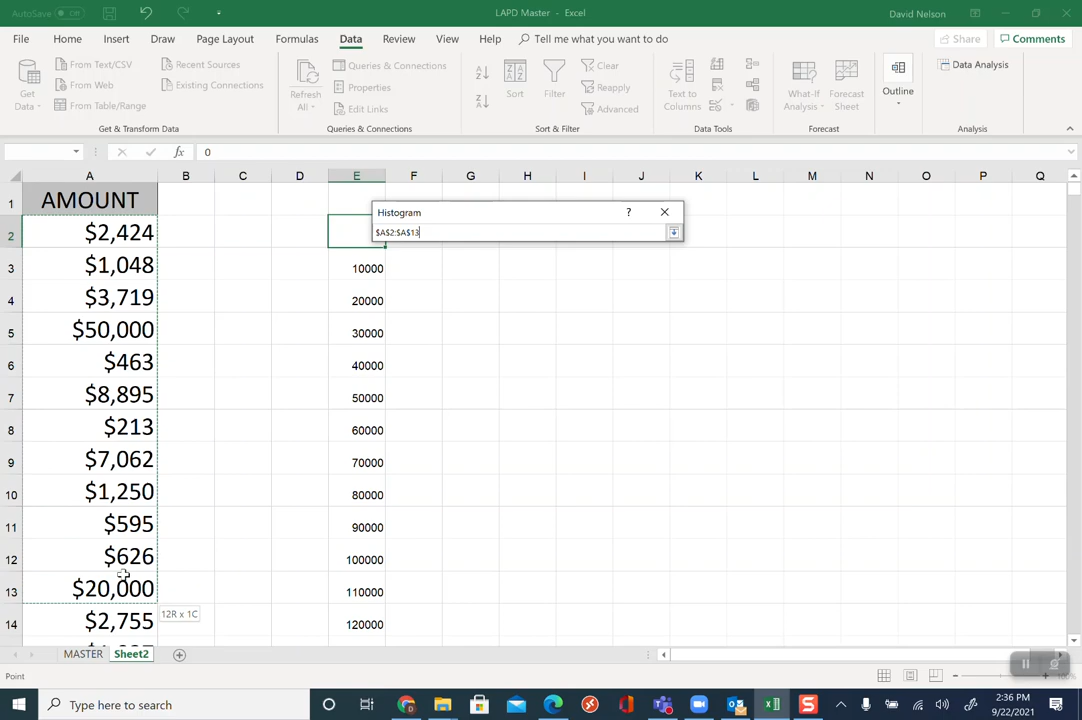 AutoSave Off
LAPD Master - Excel
David Nelson
File Home Insert Draw Page Layout Formulas Data Review View Help Tell me what you want to do Share Comments
Get Data
From Text/CSV
From Web
From Table/Range
Recent Sources
Existing Connections
Get & Transform Data
Refresh All
Queries & Connections
Properties
Edit Links
Queries & Connections
Sort
Filter
Clear
Reapply
Advanced
Sort & Filter
Text to Columns
Data Tools
What-If Analysis
Forecast Sheet
Forecast
Outline
Data Analysis
Analysis
fx 0
A B C D E F G H I J K L M N O P Q
1 AMOUNT
Histogram ?
2 $2,424
$A$2:$A$13
3 $1,048 10000
4 $3,719 20000
5 $50,000 30000
6 $463 40000
7 $8,895 50000
8 $213 60000
9 $7,062 70000
10 $1,250 80000
11 $595 90000
12 $626 100000
13 $20,000 110000
12R x 1C
14 $2,755 120000
MASTER Sheet2
Point
Type here to search
2:36 PM
9/22/2021